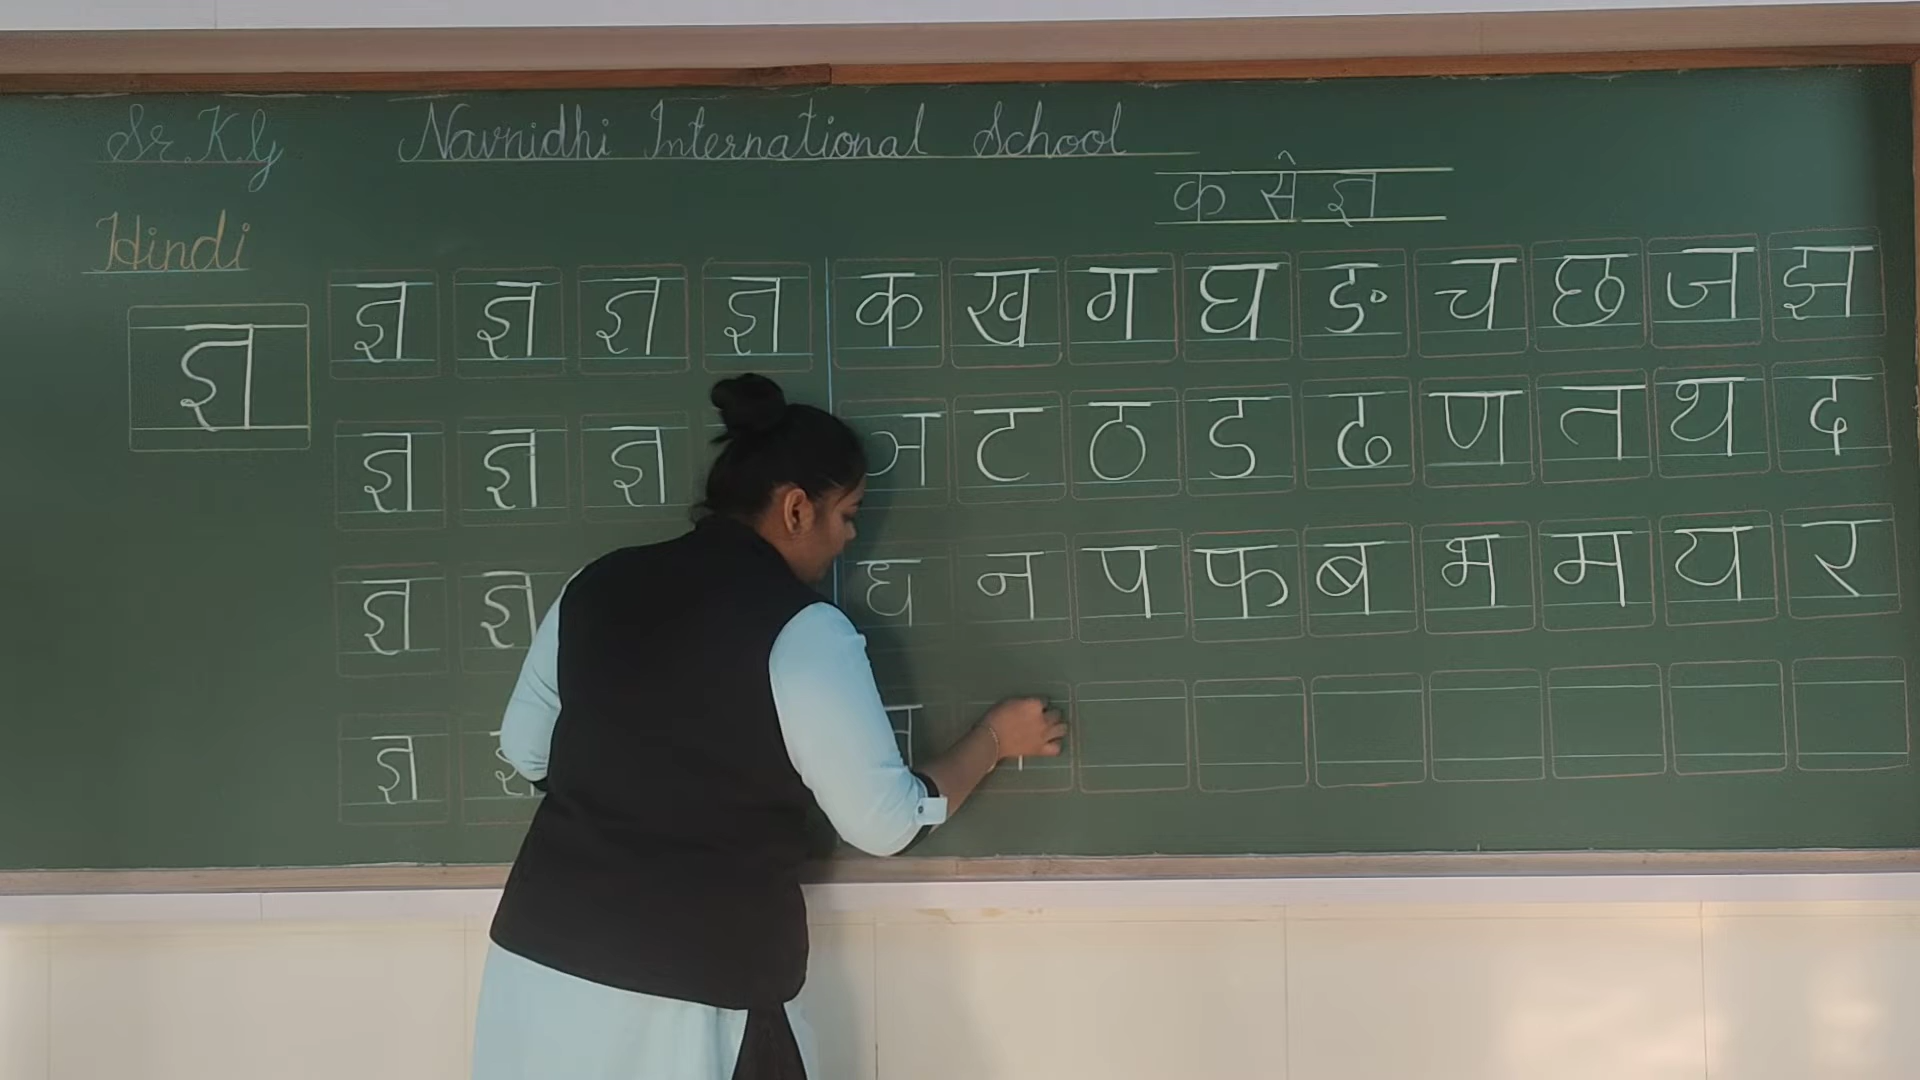 Sr. K.G
Navnidhi International School
क से ज्ञ
Hindi
ज्ञ
ज्ञ ज्ञ ज्ञ ज्ञ क ख ग घ ङ च छ ज झ
ज्ञ ज्ञ ज्ञ ञ ट ठ ड ढ ण त थ द
ज्ञ ज्ञ ध न प फ ब भ म य र
ज्ञ